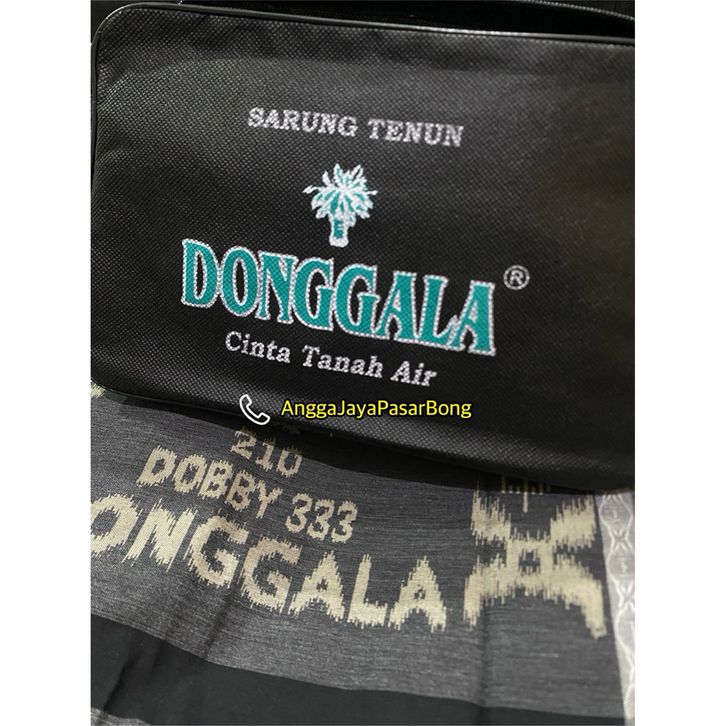 SARUNG TENUN
DONGGALA ®
Cinta Tanah Air
AnggaJayaPasarBong
210
DOBBY 333
ONGGALA